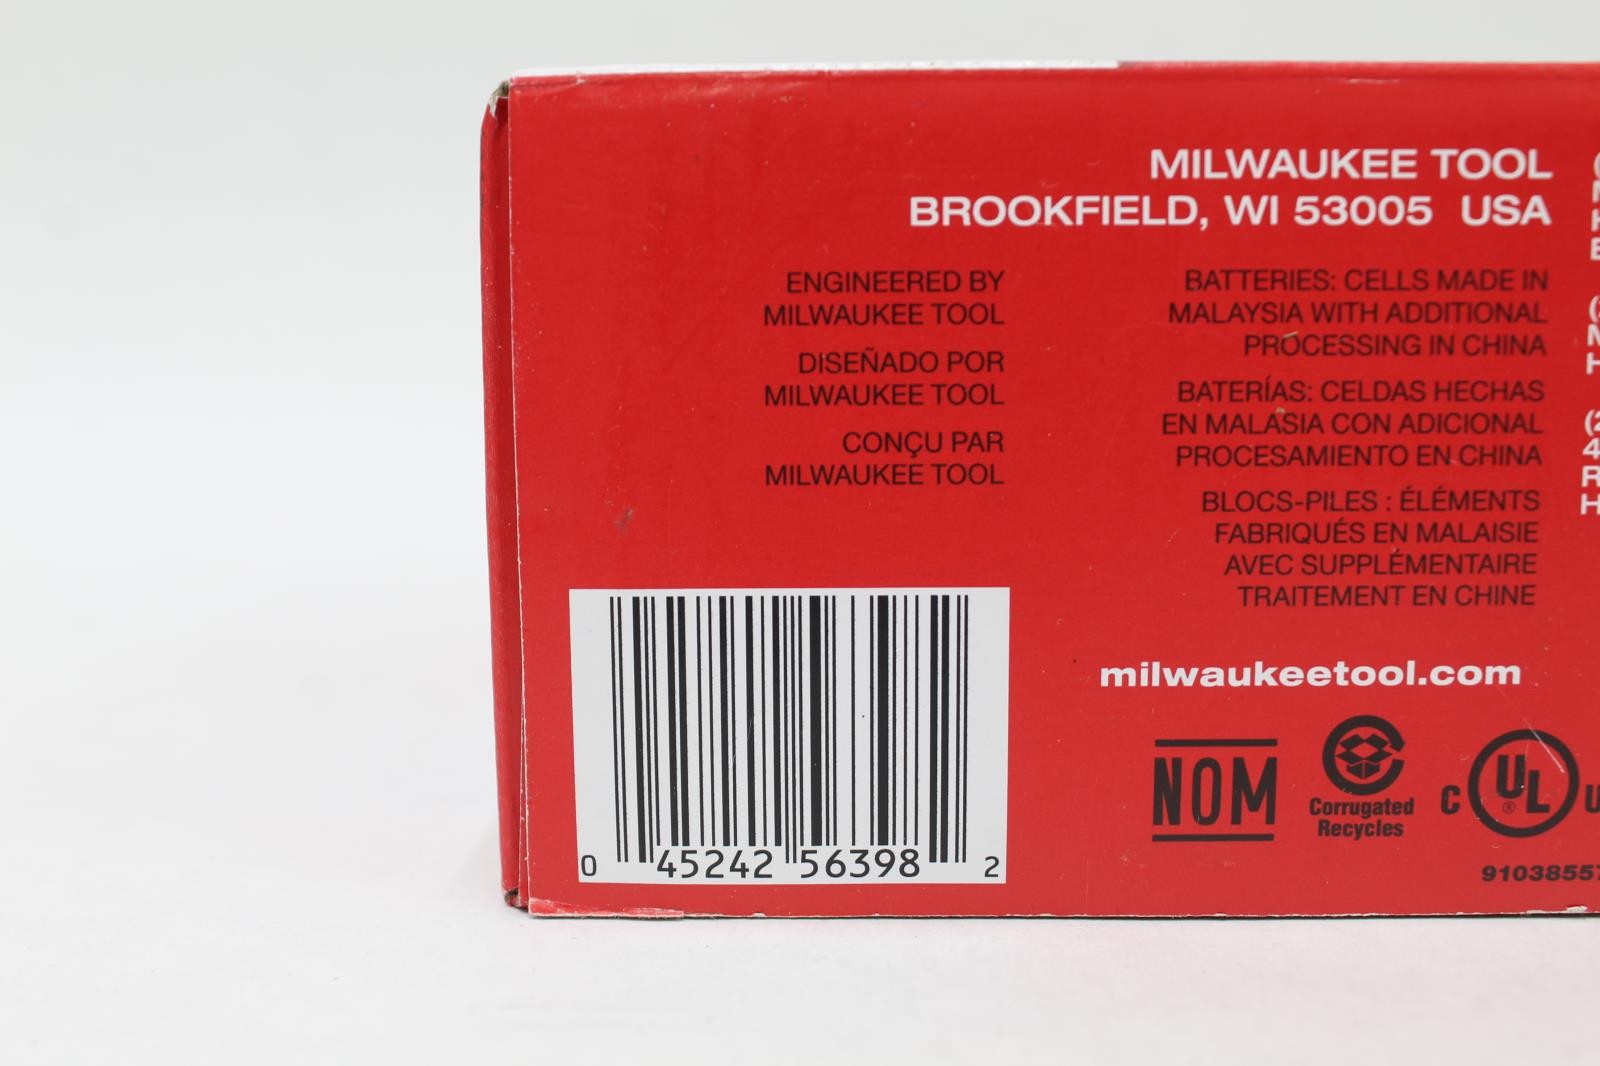 MILWAUKEE TOOL
BROOKFIELD, WI 53005 USA
ENGINEERED BY
MILWAUKEE TOOL
DISEÑADO POR
MILWAUKEE TOOL
CONÇU PAR
MILWAUKEE TOOL
BATTERIES: CELLS MADE IN
MALAYSIA WITH ADDITIONAL
PROCESSING IN CHINA
BATERÍAS: CELDAS HECHAS
EN MALASIA CON ADICIONAL
PROCESAMIENTO EN CHINA
BLOCS-PILES : ÉLÉMENTS
FABRIQUÉS EN MALAISIE
AVEC SUPPLÉMENTAIRE
TRAITEMENT EN CHINE
milwaukeetool.com
NOM
Corrugated
Recycles
C UL ®
0 45242 56398 2